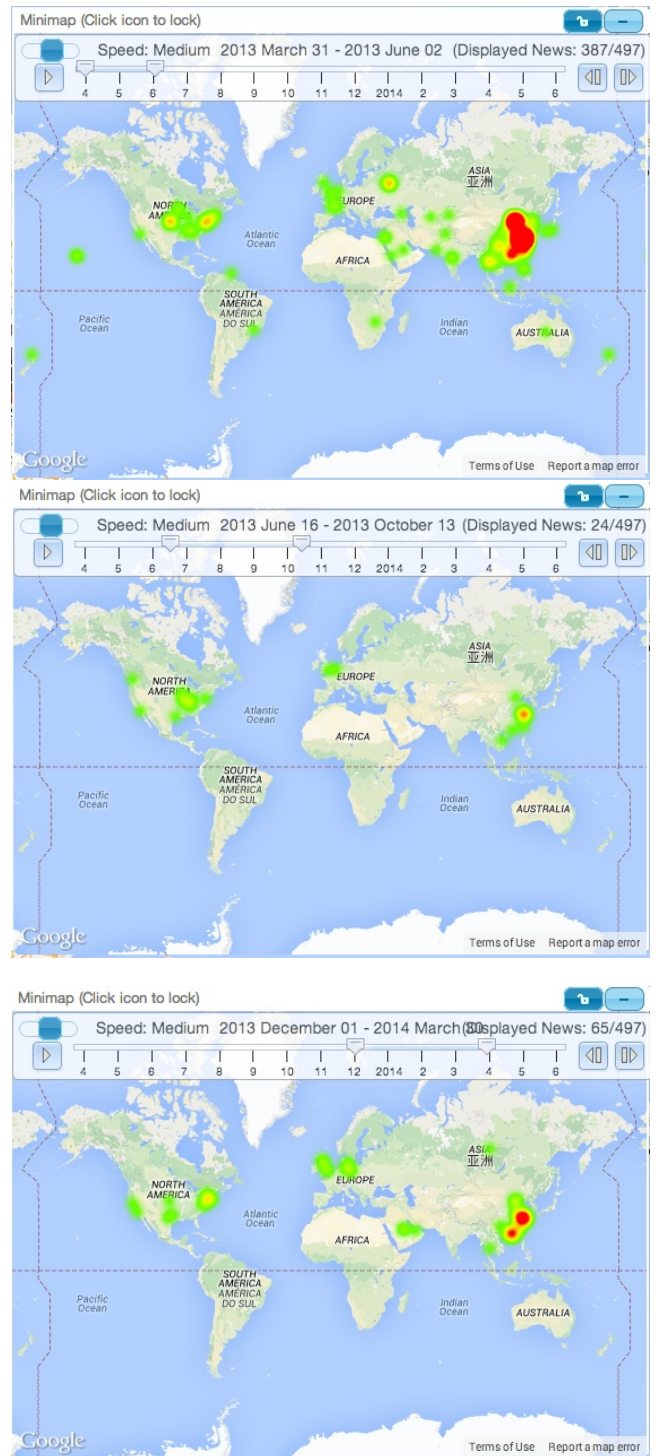 Minimap (Click icon to lock)
Speed: Medium 2013 March 31 - 2013 June 02 (Displayed News: 387/497)
4 5 6 7 8 9 10 11 12 2014 2 3 4 5 6
ASIA
亚洲
NORTH AMERICA
EUROPE
Atlantic Ocean
AFRICA
SOUTH AMERICA
AMÉRICA DO SUL
Pacific Ocean
Indian Ocean
AUSTRALIA
Google
Terms of Use Report a map error
Minimap (Click icon to lock)
Speed: Medium 2013 June 16 - 2013 October 13 (Displayed News: 24/497)
4 5 6 7 8 9 10 11 12 2014 2 3 4 5 6
ASIA
亚洲
NORTH AMERICA
EUROPE
Atlantic Ocean
AFRICA
SOUTH AMERICA
AMÉRICA DO SUL
Pacific Ocean
Indian Ocean
AUSTRALIA
Google
Terms of Use Report a map error
Minimap (Click icon to lock)
Speed: Medium 2013 December 01 - 2014 March 30 (Displayed News: 65/497)
4 5 6 7 8 9 10 11 12 2014 2 3 4 5 6
ASIA
亚洲
NORTH AMERICA
EUROPE
Atlantic Ocean
AFRICA
SOUTH AMERICA
AMÉRICA DO SUL
Pacific Ocean
Indian Ocean
AUSTRALIA
Google
Terms of Use Report a map error